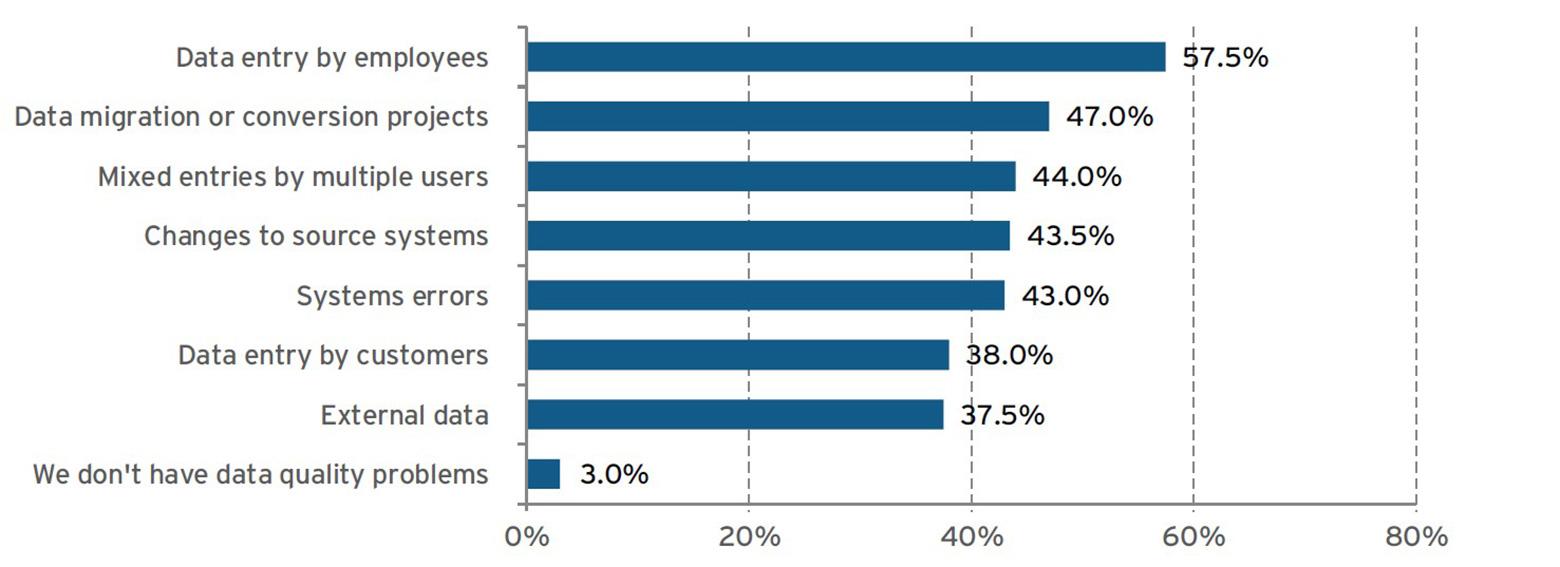 Data entry by employees 57.5%
Data migration or conversion projects 47.0%
Mixed entries by multiple users 44.0%
Changes to source systems 43.5%
Systems errors 43.0%
Data entry by customers 38.0%
External data 37.5%
We don't have data quality problems 3.0%
0% 20% 40% 60% 80%